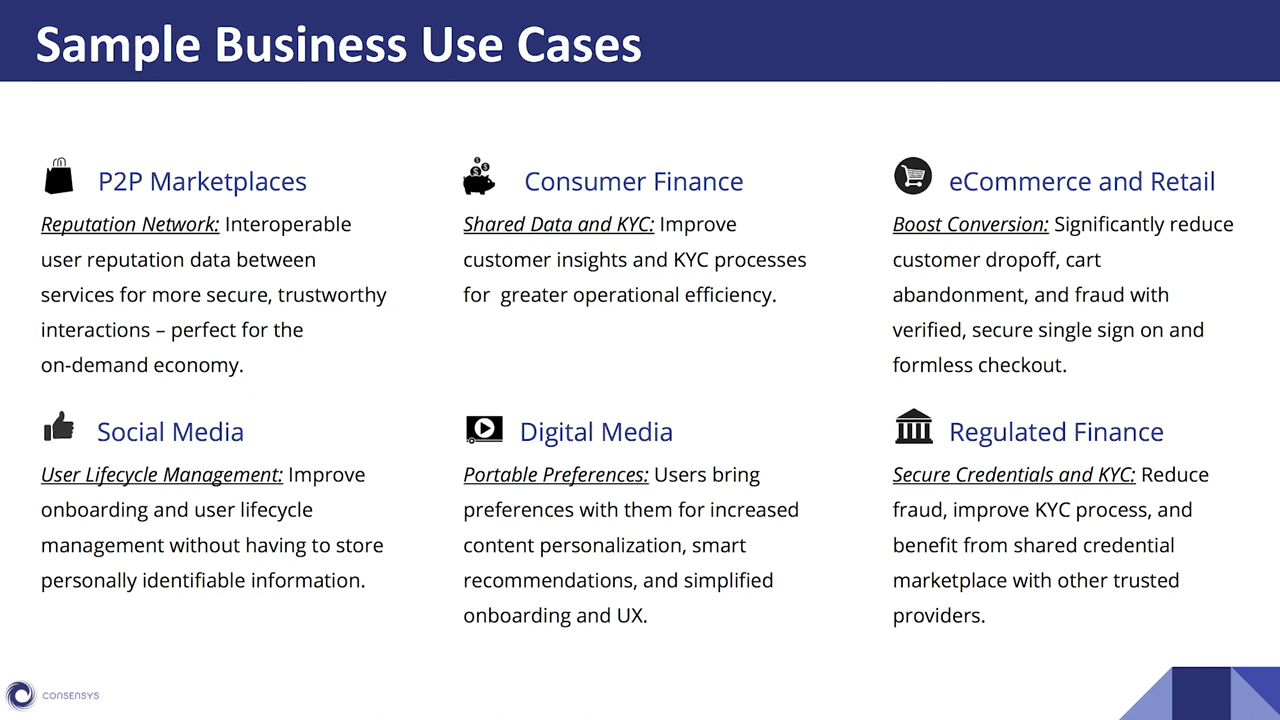 Sample Business Use Cases
P2P Marketplaces
Reputation Network: Interoperable
user reputation data between
services for more secure, trustworthy
interactions – perfect for the
on-demand economy.
Consumer Finance
Shared Data and KYC: Improve
customer insights and KYC processes
for greater operational efficiency.
eCommerce and Retail
Boost Conversion: Significantly reduce
customer dropoff, cart
abandonment, and fraud with
verified, secure single sign on and
formless checkout.
Social Media
User Lifecycle Management: Improve
onboarding and user lifecycle
management without having to store
personally identifiable information.
Digital Media
Portable Preferences: Users bring
preferences with them for increased
content personalization, smart
recommendations, and simplified
onboarding and UX.
Regulated Finance
Secure Credentials and KYC: Reduce
fraud, improve KYC process, and
benefit from shared credential
marketplace with other trusted
providers.
CONSENSYS